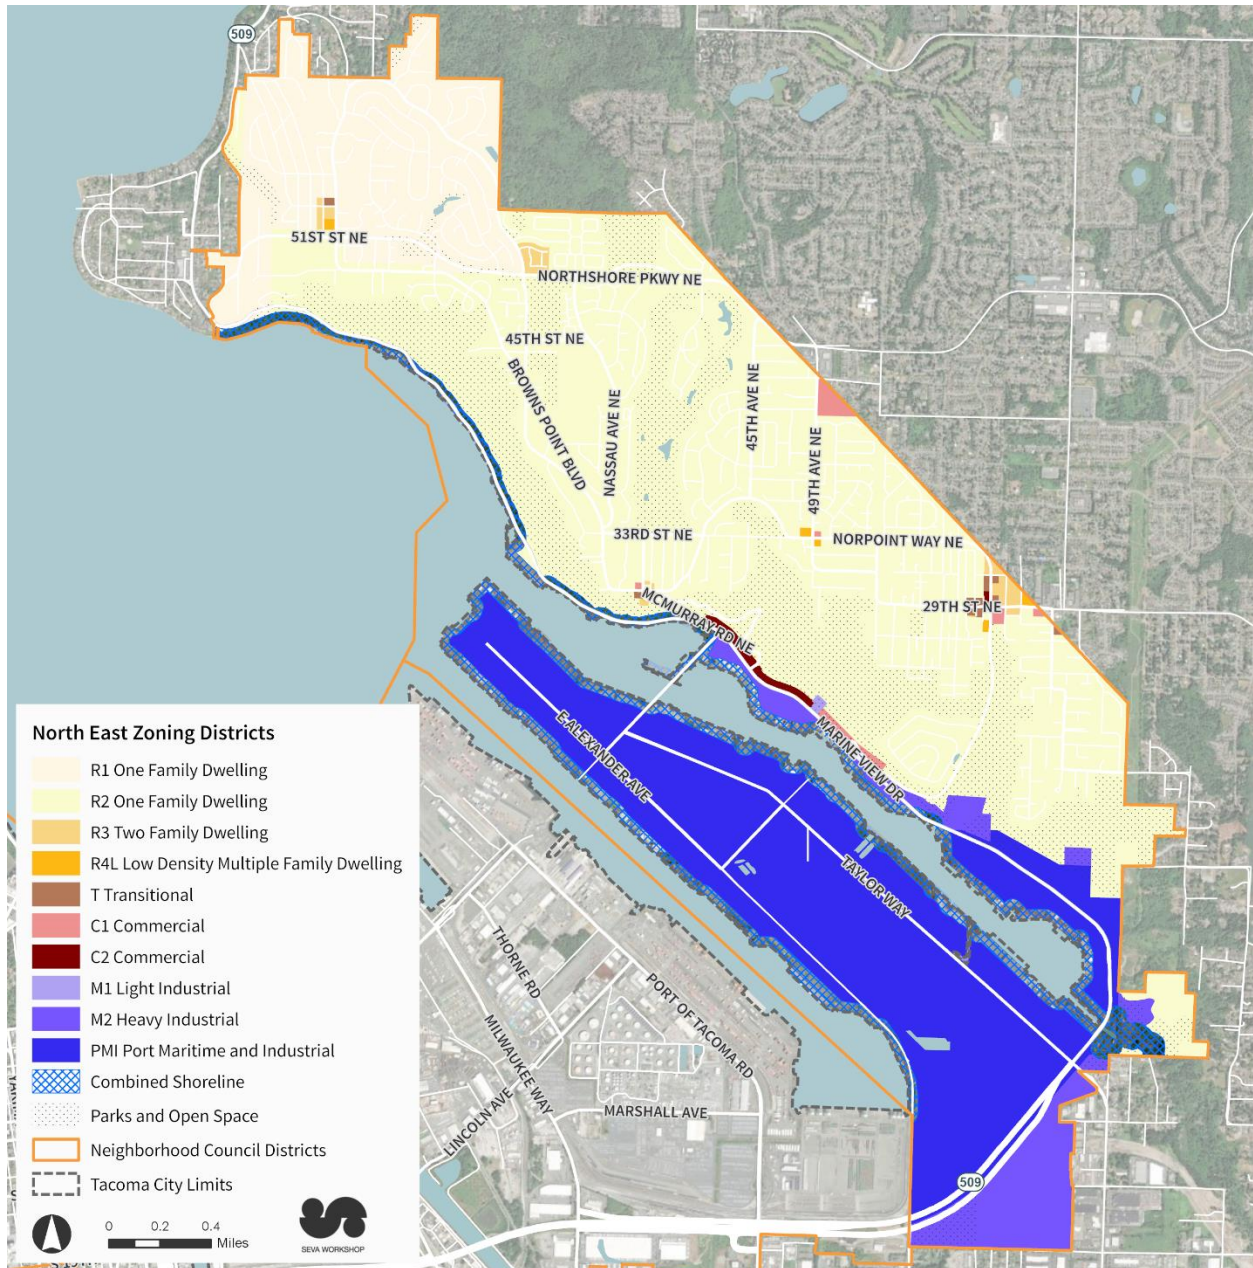 509
51ST ST NE
NORTHSHORE PKWY NE
45TH ST NE
BROWNS POINT BLVD
NASSAU AVE NE
45TH AVE NE
49TH AVE NE
33RD ST NE
NORPOINT WAY NE
MCMURRAY RD NE
29TH ST NE
MARINE VIEW DR
E ALEXANDER AVE
TAYLOR WAY
THORNE RD
PORT OF TACOMA RD
MILWAUKEE WAY
LINCOLN AVE
MARSHALL AVE
509
North East Zoning Districts
R1 One Family Dwelling
R2 One Family Dwelling
R3 Two Family Dwelling
R4L Low Density Multiple Family Dwelling
T Transitional
C1 Commercial
C2 Commercial
M1 Light Industrial
M2 Heavy Industrial
PMI Port Maritime and Industrial
Combined Shoreline
Parks and Open Space
Neighborhood Council Districts
Tacoma City Limits
0 0.2 0.4
Miles
SEVA WORKSHOP